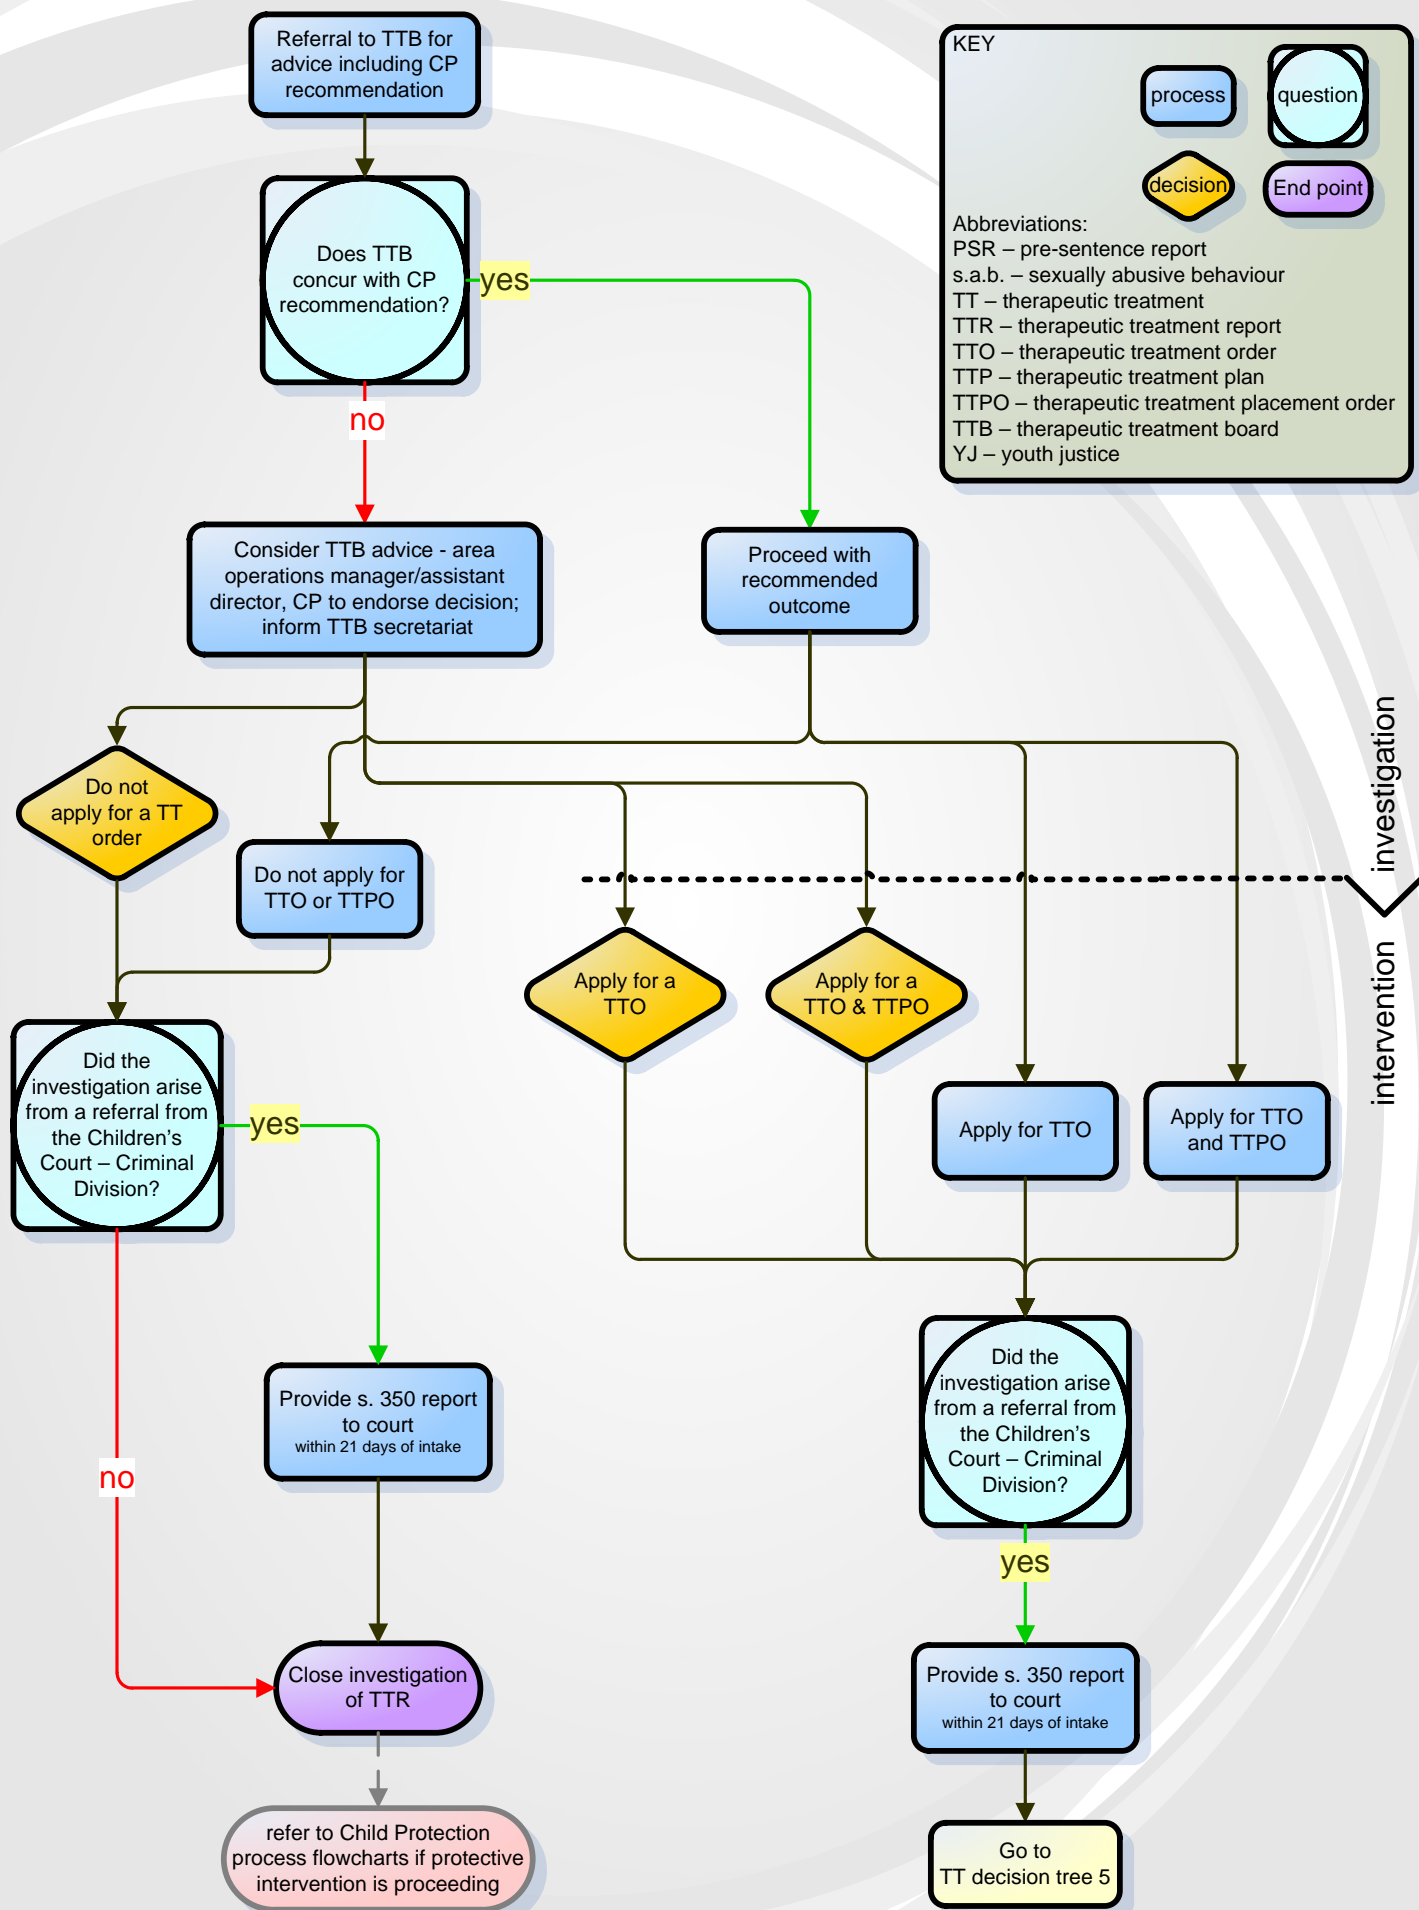 Referral to TTB for
advice including CP
recommendation
KEY
process
question
decision
End point
Abbreviations:
PSR – pre-sentence report
s.a.b. – sexually abusive behaviour
TT – therapeutic treatment
TTR – therapeutic treatment report
TTO – therapeutic treatment order
TTP – therapeutic treatment plan
TTPO – therapeutic treatment placement order
TTB – therapeutic treatment board
YJ – youth justice
Does TTB
concur with CP
recommendation?
yes
no
Consider TTB advice - area
operations manager/assistant
director, CP to endorse decision;
inform TTB secretariat
Proceed with
recommended
outcome
investigation
intervention
Do not
apply for a TT
order
Do not apply for
TTO or TTPO
Apply for a
TTO
Apply for a
TTO & TTPO
Apply for TTO
Apply for TTO
and TTPO
Did the
investigation arise
from a referral from
the Children's
Court – Criminal
Division?
yes
no
Provide s. 350 report
to court
within 21 days of intake
Did the
investigation arise
from a referral from
the Children's
Court – Criminal
Division?
yes
Close investigation
of TTR
Provide s. 350 report
to court
within 21 days of intake
refer to Child Protection
process flowcharts if protective
intervention is proceeding
Go to
TT decision tree 5